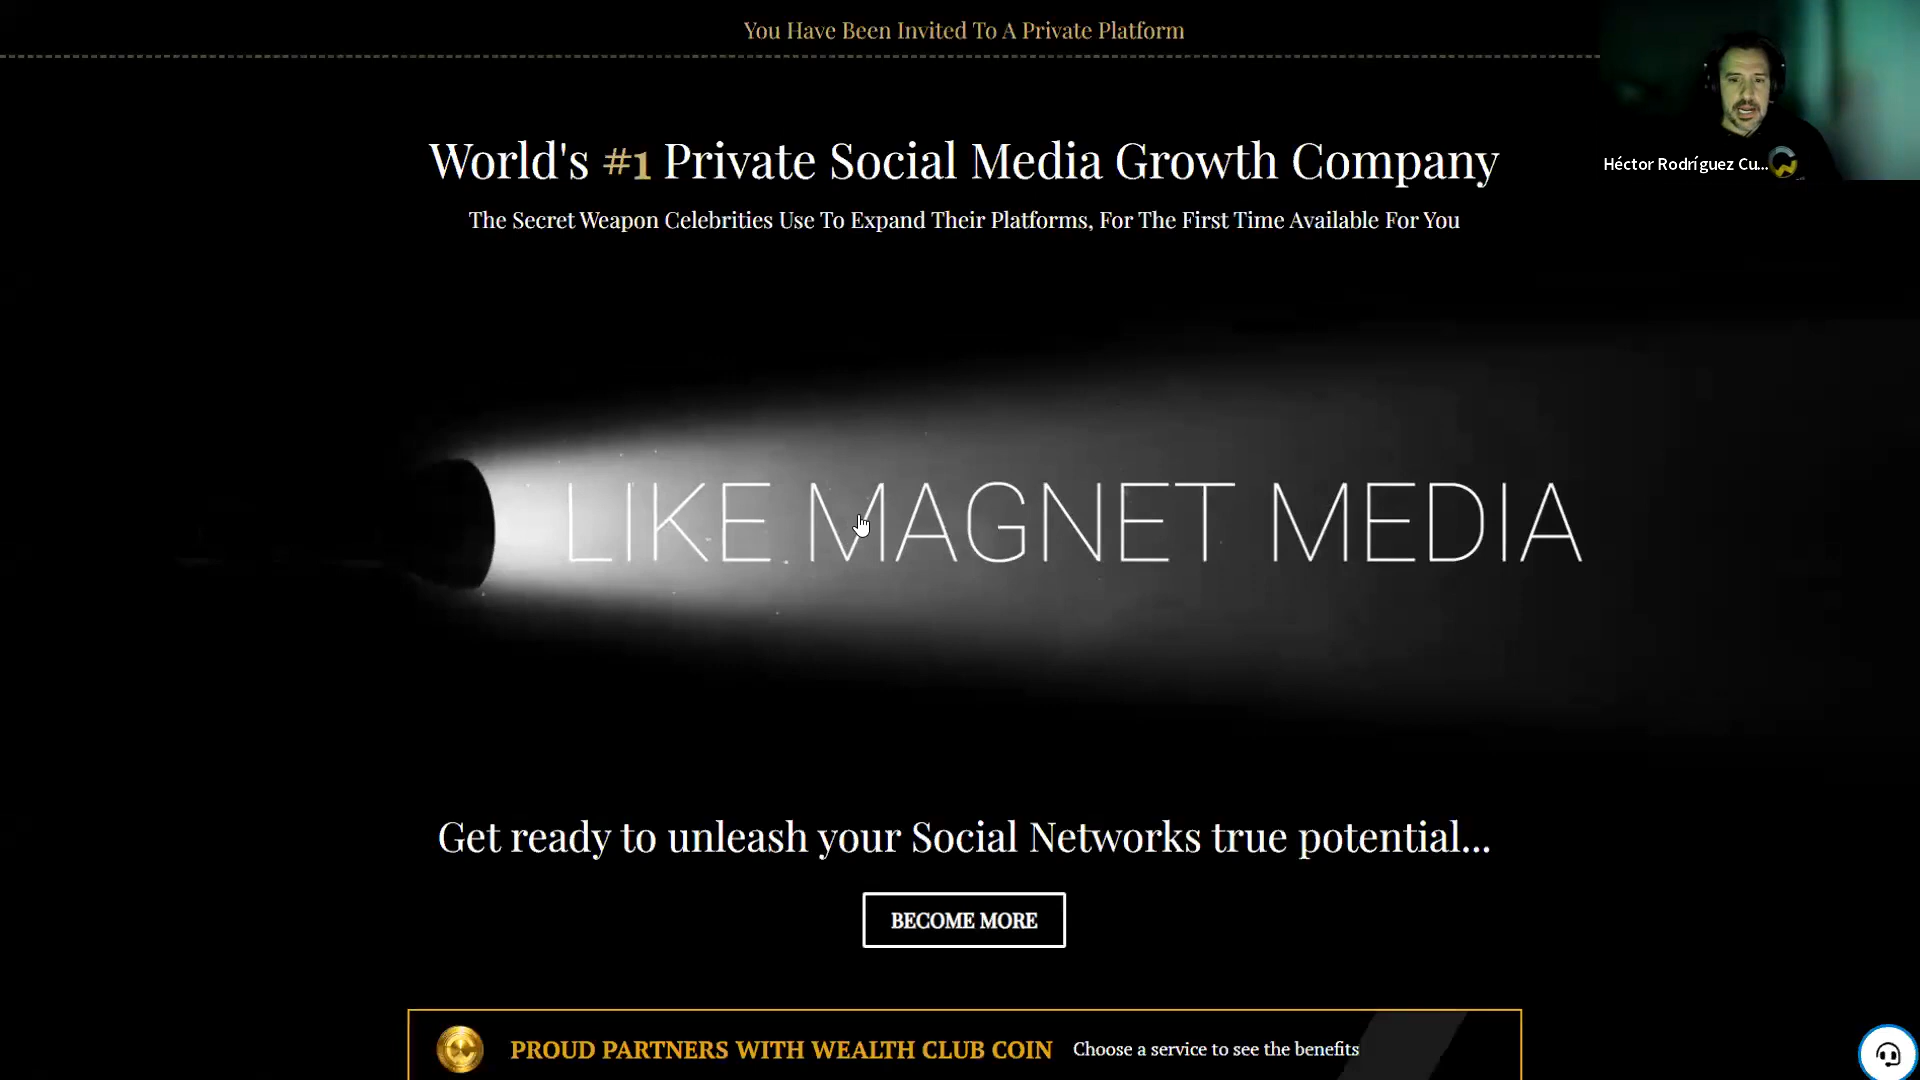 You Have Been Invited To A Private Platform
World's #1 Private Social Media Growth Company
Héctor Rodríguez Cu...
The Secret Weapon Celebrities Use To Expand Their Platforms, For The First Time Available For You
LIKE MAGNET MEDIA
Get ready to unleash your Social Networks true potential...
BECOME MORE
PROUD PARTNERS WITH WEALTH CLUB COIN Choose a service to see the benefits